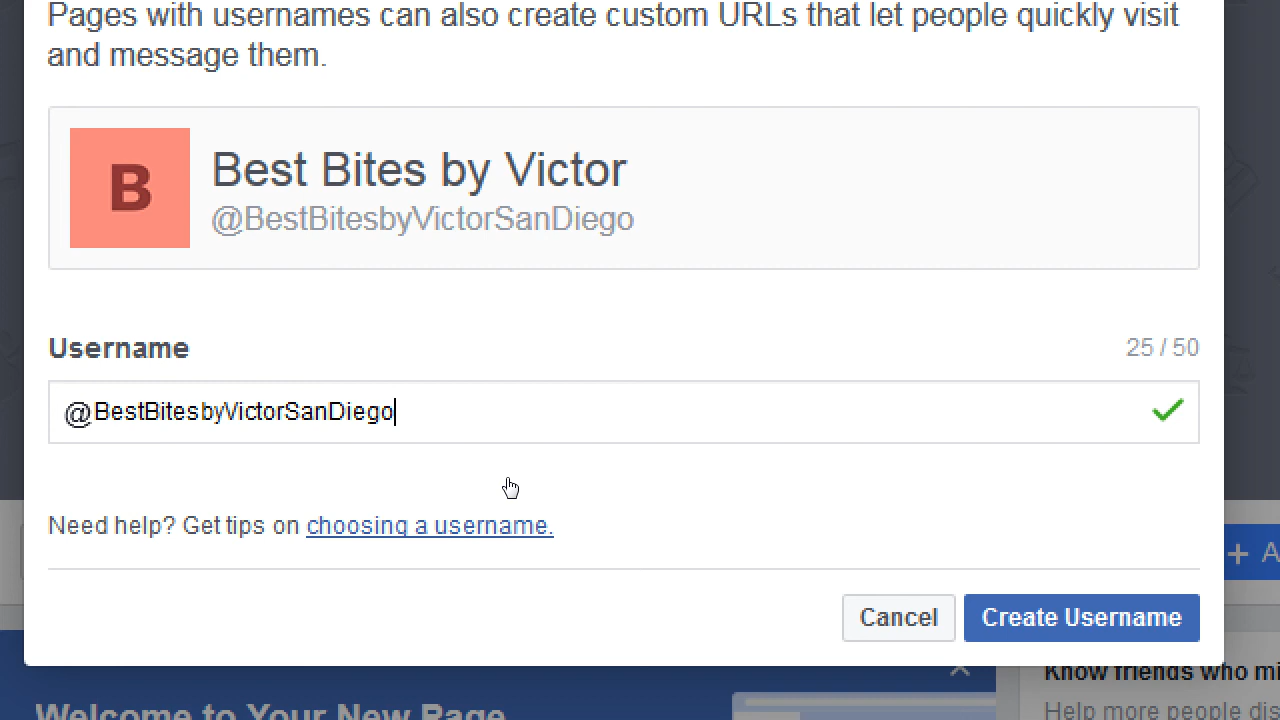 Pages with usernames can also create custom URLs that let people quickly visit
and message them.
B
Best Bites by Victor
@BestBitesbyVictorSanDiego
Username
25 / 50
@BestBitesbyVictorSanDiego
Need help? Get tips on choosing a username.
+ A
Cancel
Create Username
Know friends who mi
Welcome to Your New Page
Help more people dis